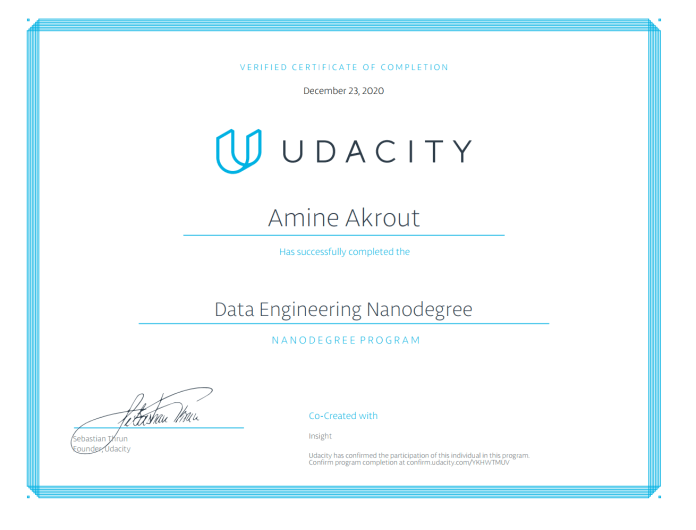 VERIFIED CERTIFICATE OF COMPLETION
December 23, 2020
UDACITY
Amine Akrout
Has successfully completed the
Data Engineering Nanodegree
NANODEGREE PROGRAM
Sebastian Thrun
Sebastian Thrun
Founder, Udacity
Co-Created with
Insight
Udacity has confirmed the participation of this individual in this program.
Confirm program completion at confirm.udacity.com/YKHWTMUV